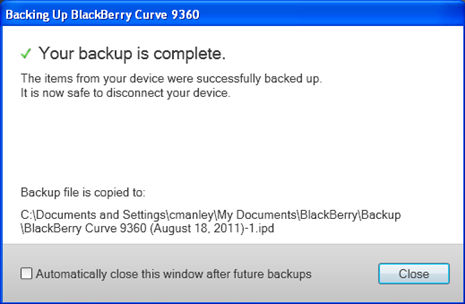 Backing Up BlackBerry Curve 9360
Your backup is complete.
The items from your device were successfully backed up.
It is now safe to disconnect your device.
Backup file is copied to:
C:\Documents and Settings\cmanley\My Documents\BlackBerry\Backup
\BlackBerry Curve 9360 (August 18, 2011)-1.ipd
Automatically close this window after future backups
Close